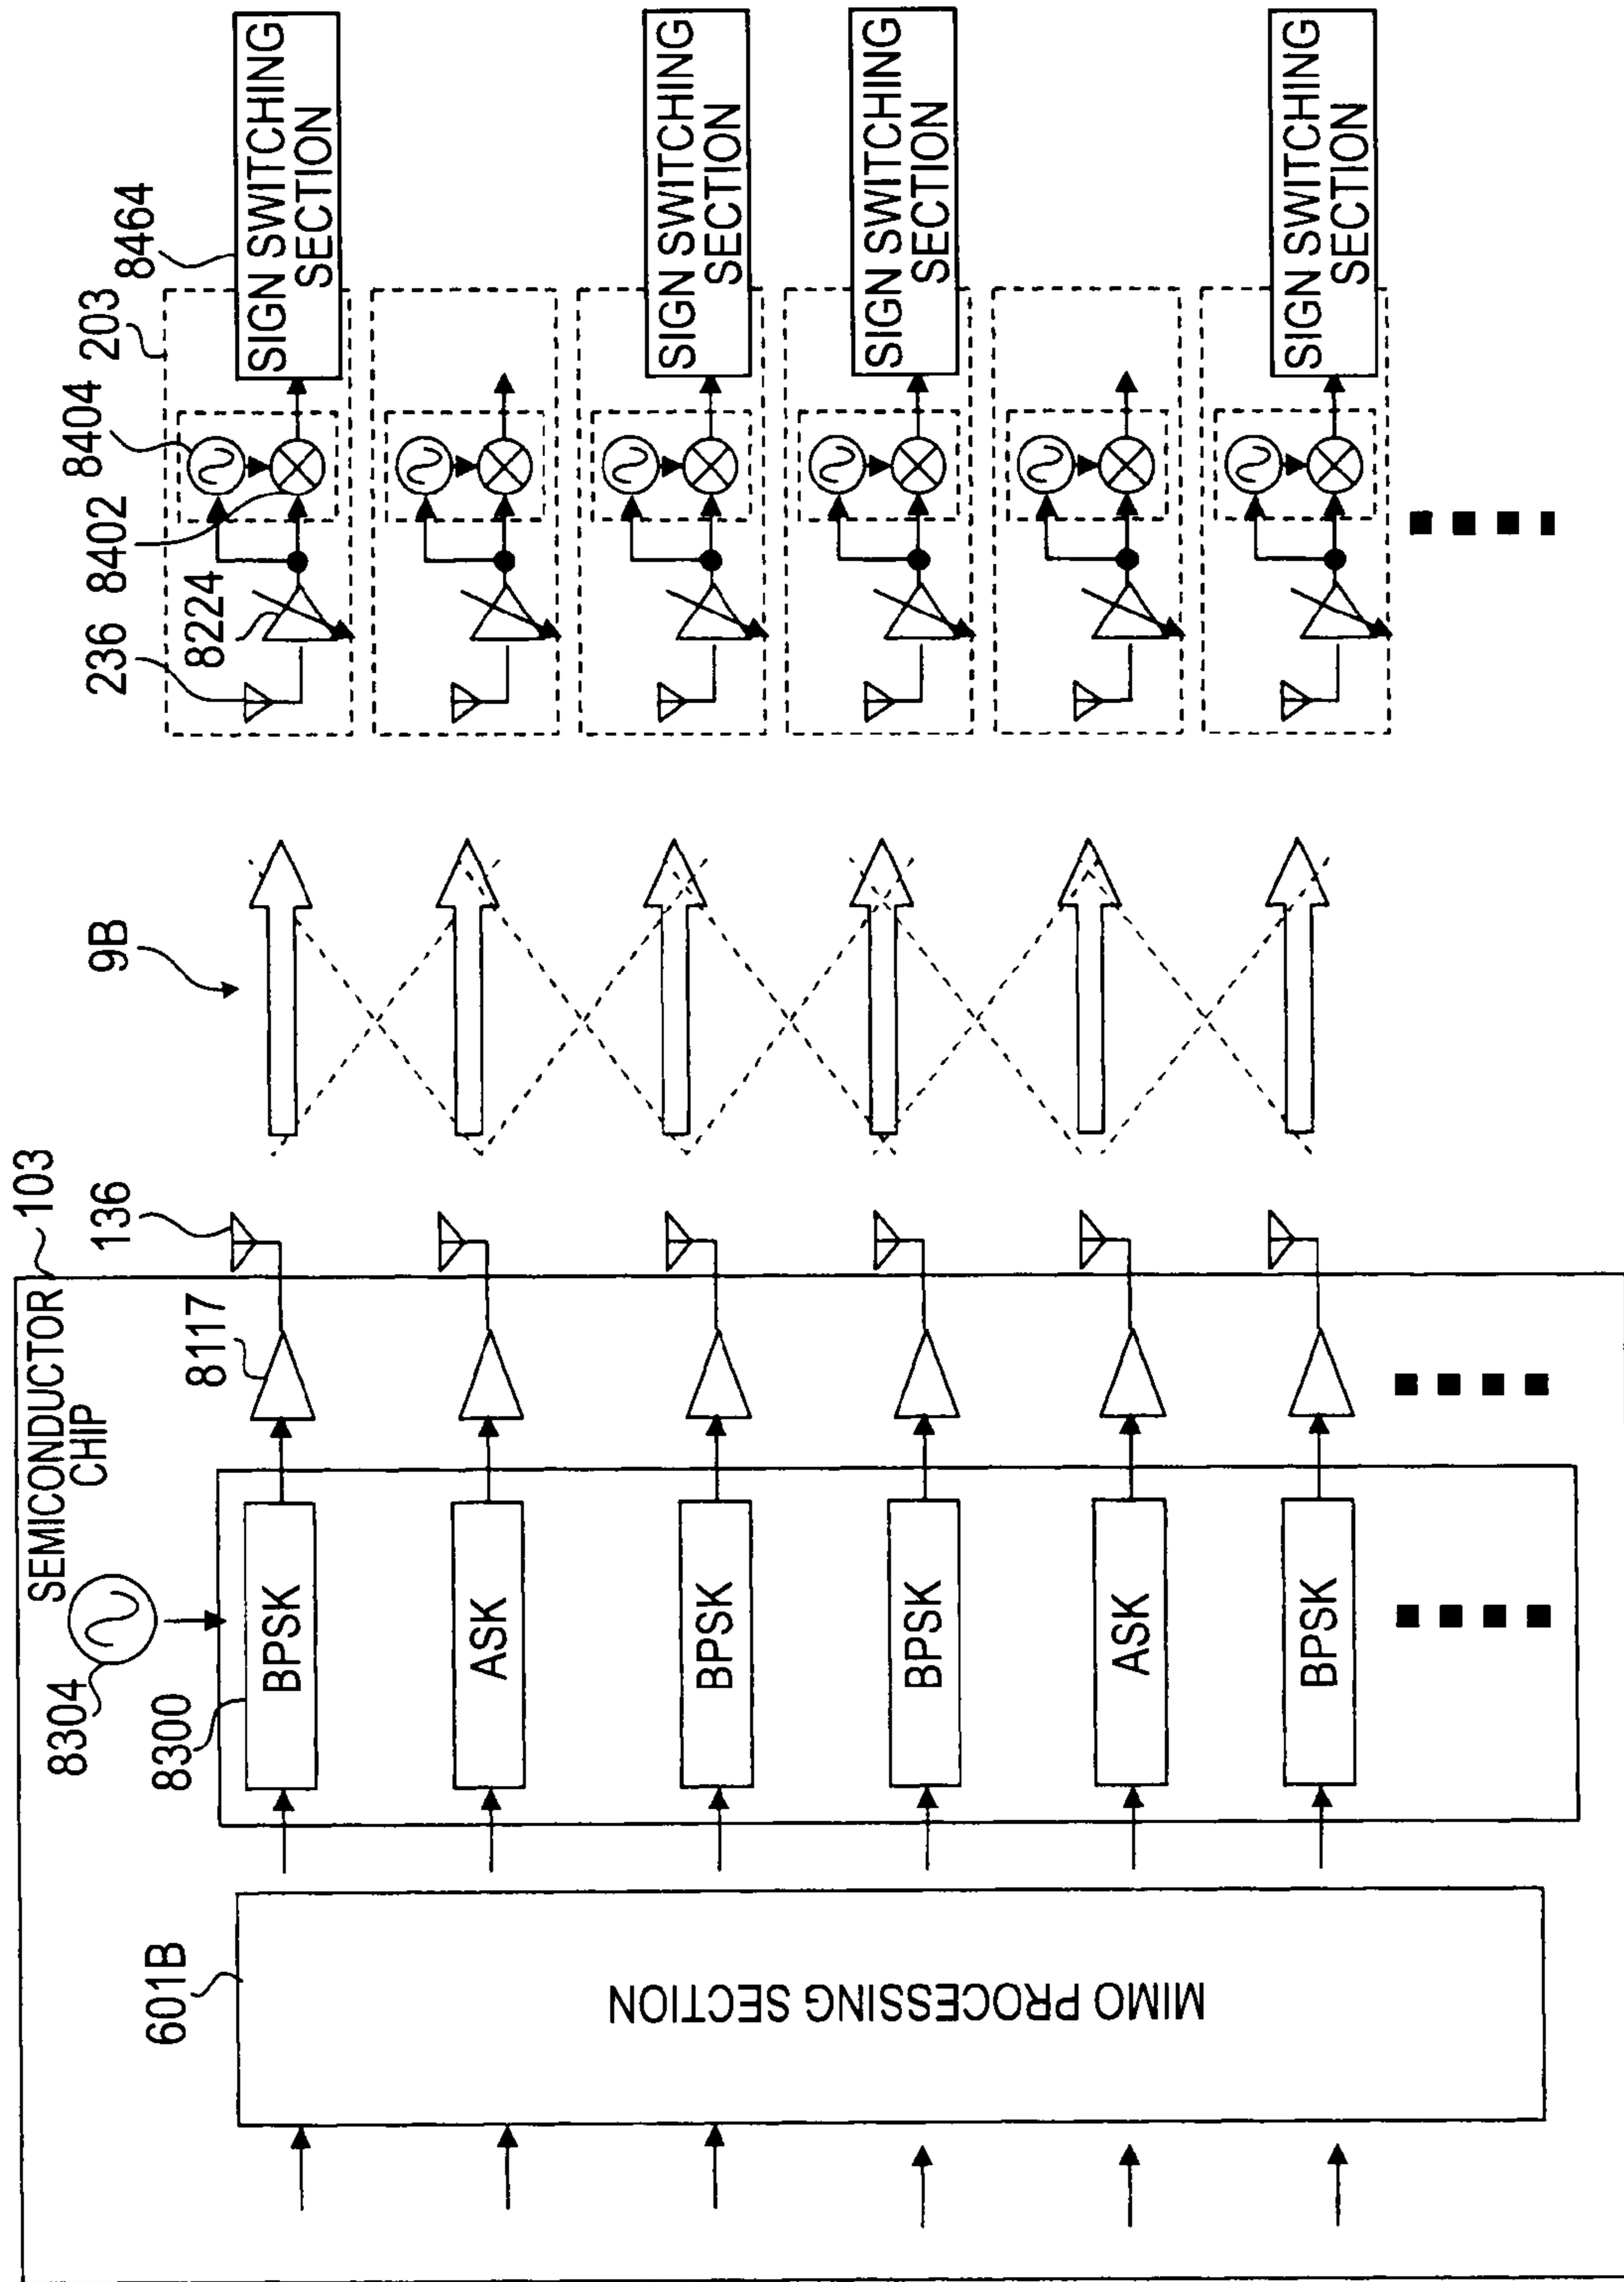 SEMICONDUCTOR
CHIP
103
8304
8300
8117
136
601B
MIMO PROCESSING SECTION
BPSK
ASK
BPSK
BPSK
ASK
BPSK
9B
236
8224
8402
8404
203
8464
SIGN SWITCHING
SECTION
SIGN SWITCHING
SECTION
SIGN SWITCHING
SECTION
SIGN SWITCHING
SECTION